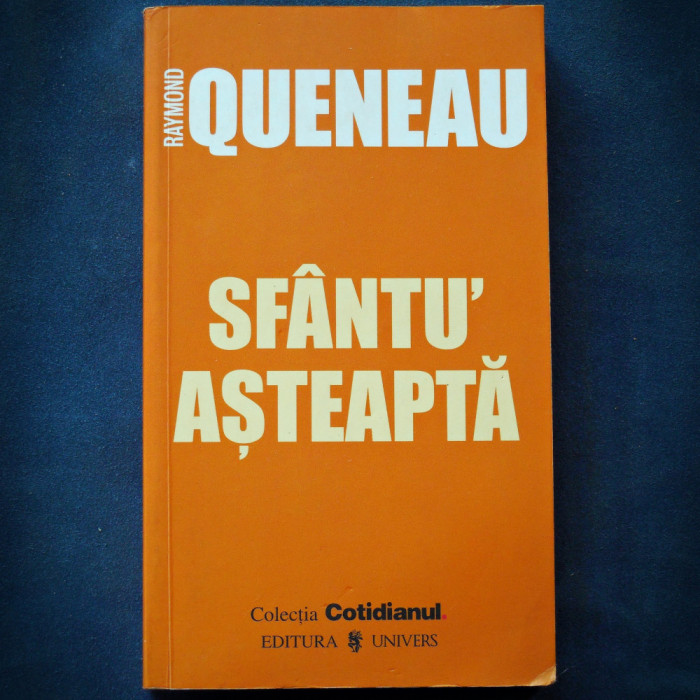 RAYMOND
QUENEAU
SFÂNTU'
AȘTEAPTĂ
Colecția Cotidianul.
EDITURA UNIVERS